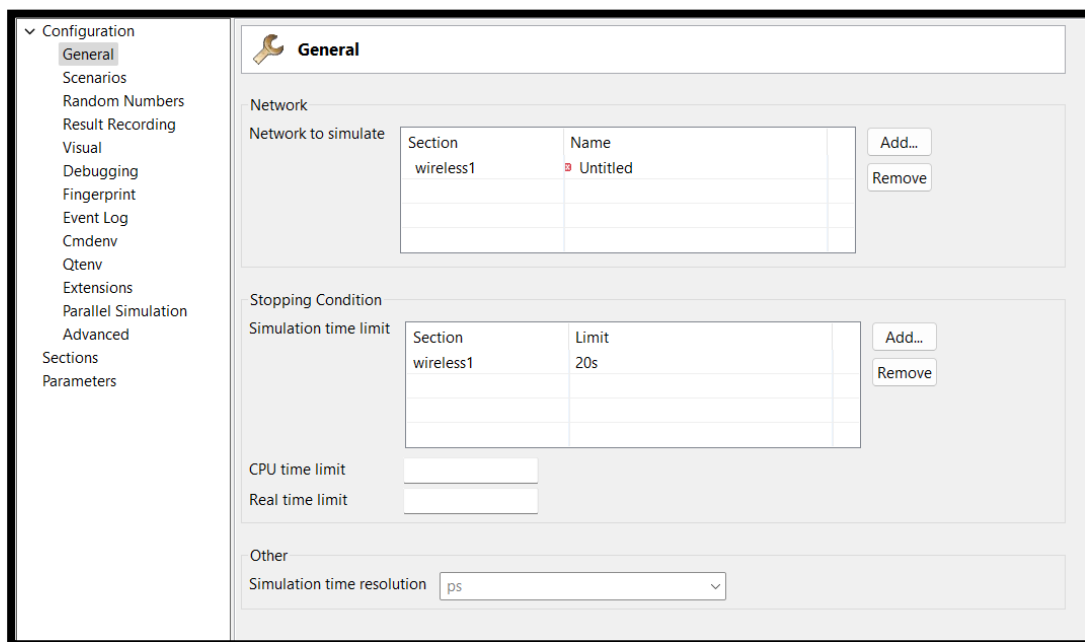 Configuration
General
Scenarios
Random Numbers
Result Recording
Visual
Debugging
Fingerprint
Event Log
Cmdenv
Qtenv
Extensions
Parallel Simulation
Advanced
Sections
Parameters
General
Network
Network to simulate
Section Name
wireless1 Untitled
Add...
Remove
Stopping Condition
Simulation time limit
Section Limit
wireless1 20s
Add...
Remove
CPU time limit
Real time limit
Other
Simulation time resolution ps